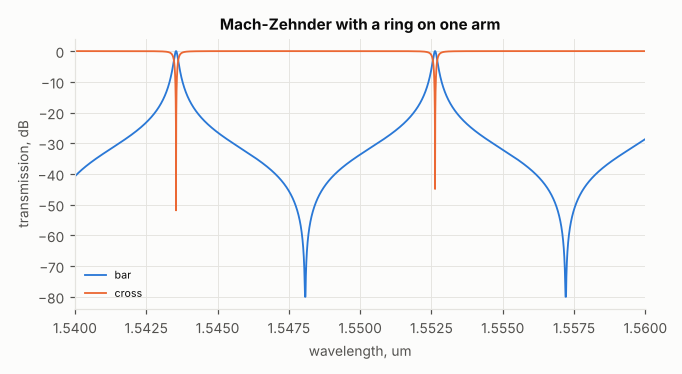 Mach-Zehnder with a ring on one arm
transmission, dB
0
−10
−20
−30
−40
−50
−60
−70
−80
bar
cross
1.5400 1.5425 1.5450 1.5475 1.5500 1.5525 1.5550 1.5575 1.5600
wavelength, um